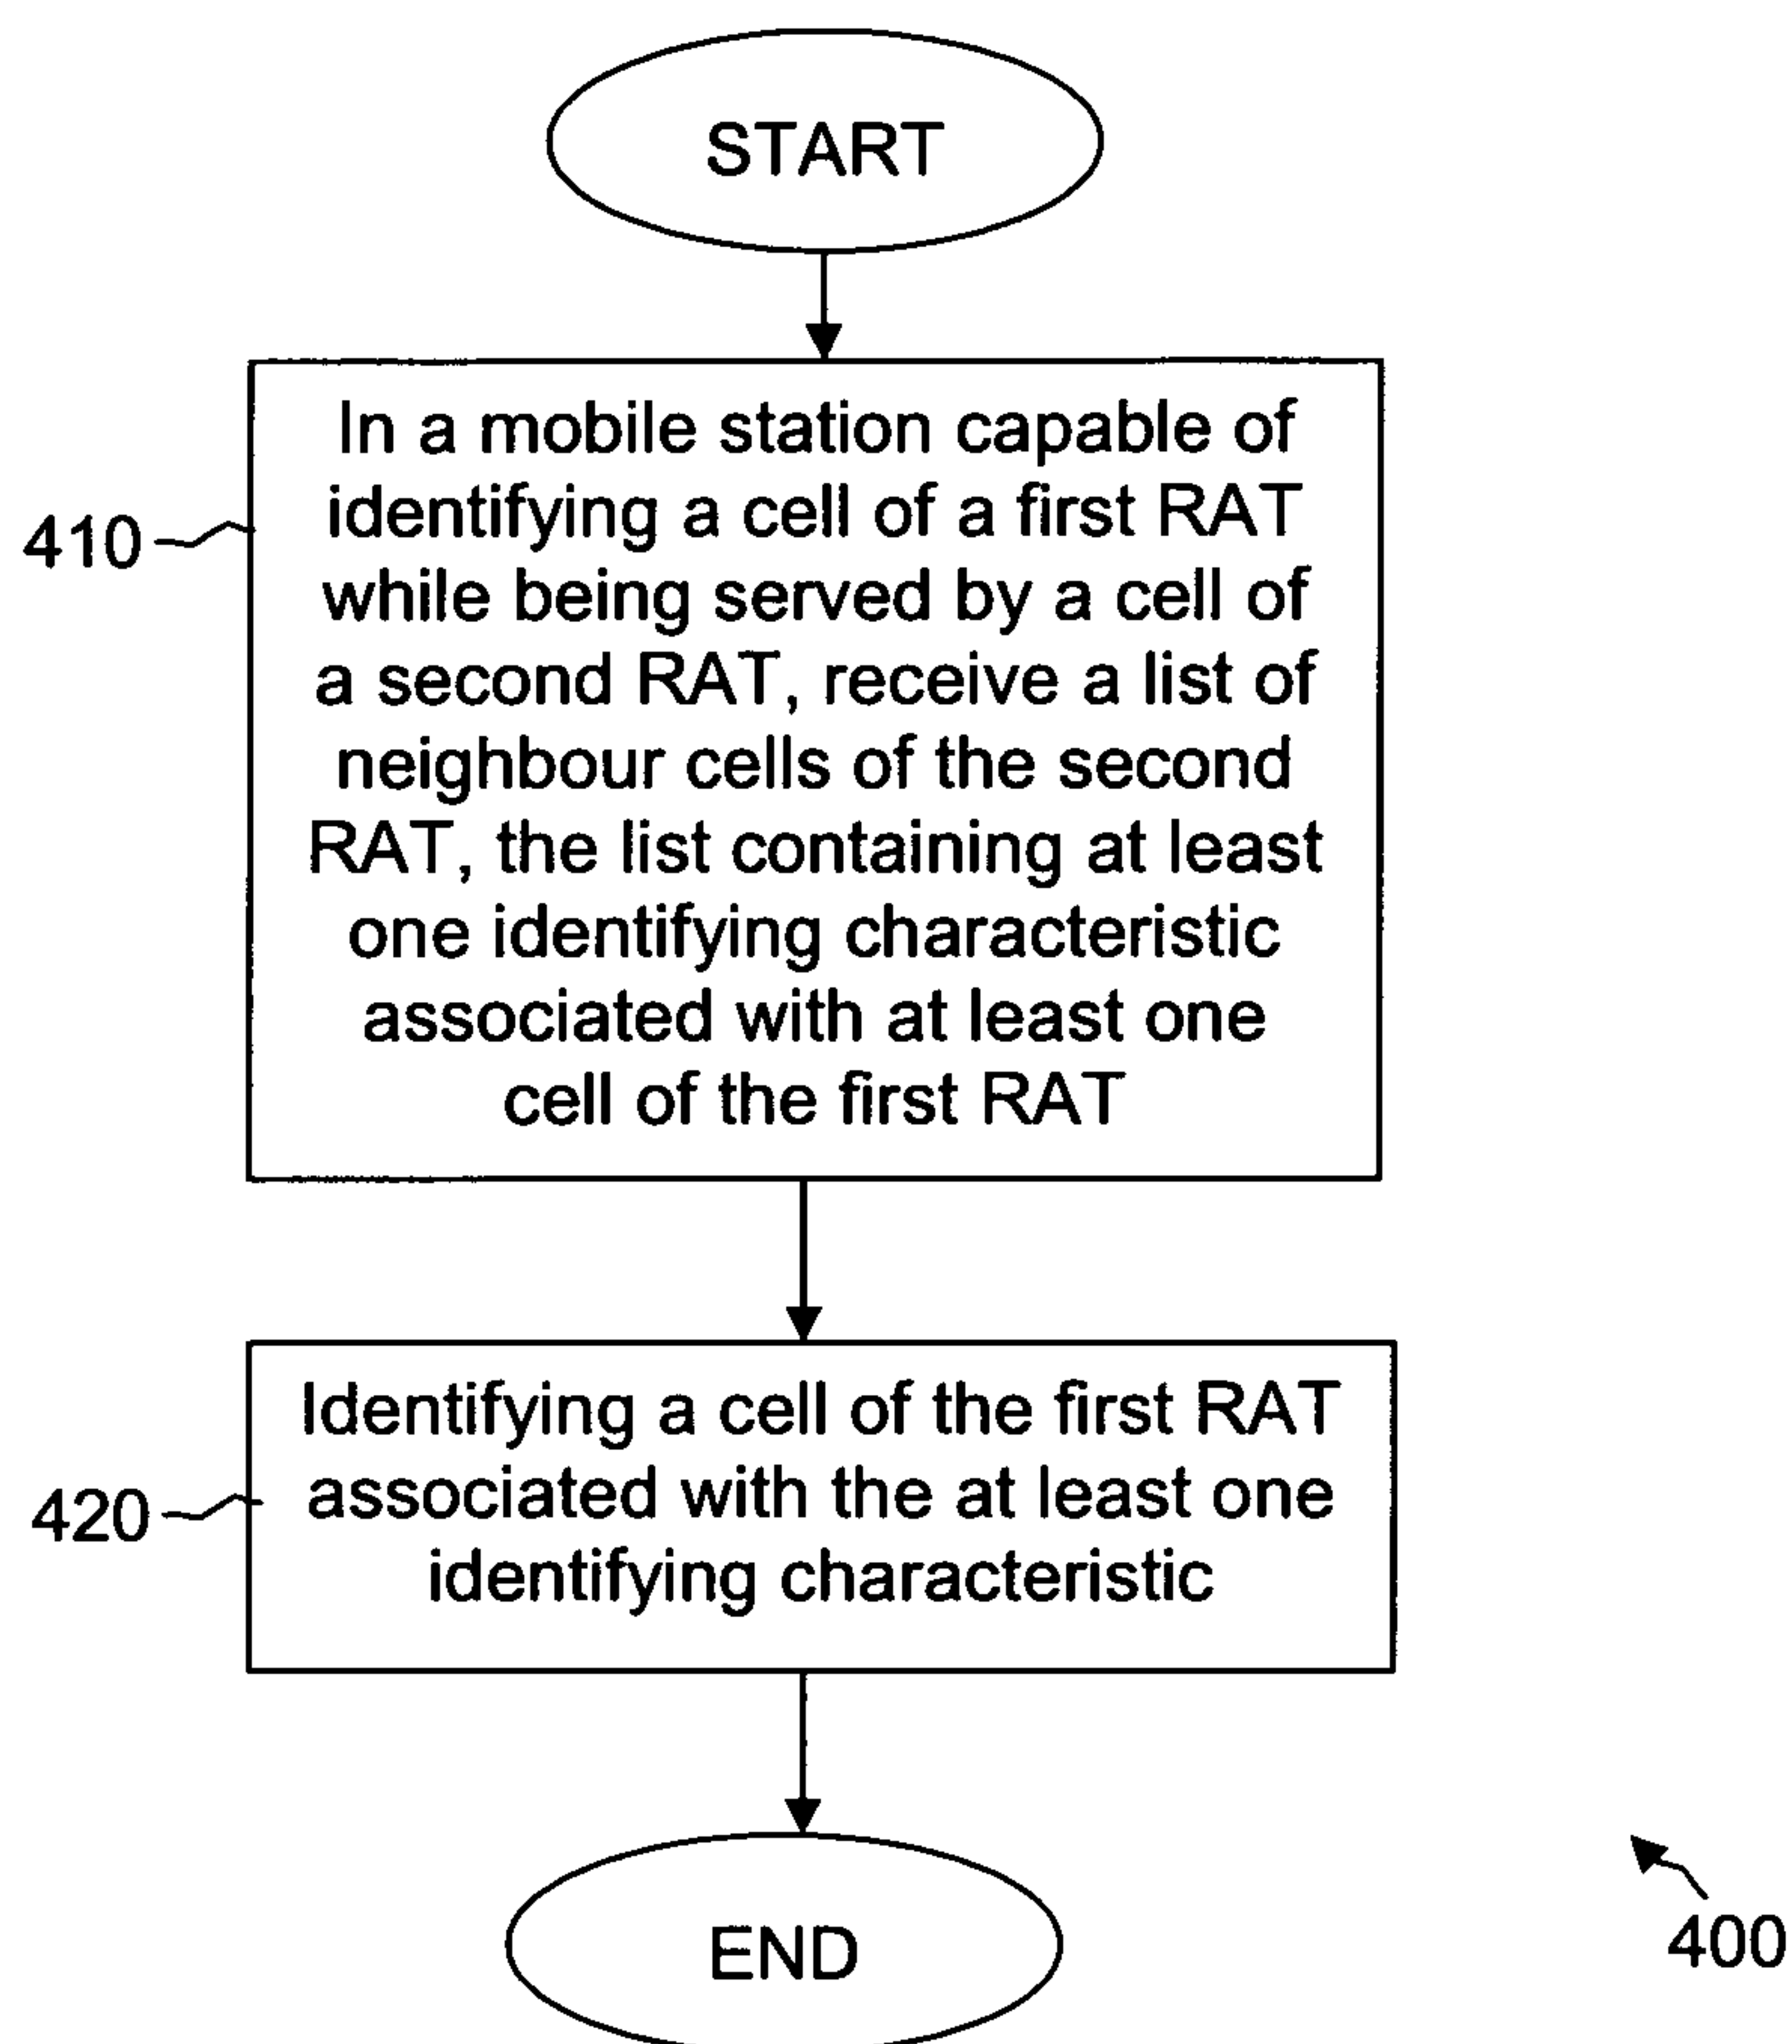 START
In a mobile station capable of
identifying a cell of a first RAT
while being served by a cell of
a second RAT, receive a list of
neighbour cells of the second
RAT, the list containing at least
one identifying characteristic
associated with at least one
cell of the first RAT
410
Identifying a cell of the first RAT
associated with the at least one
identifying characteristic
420
END
400